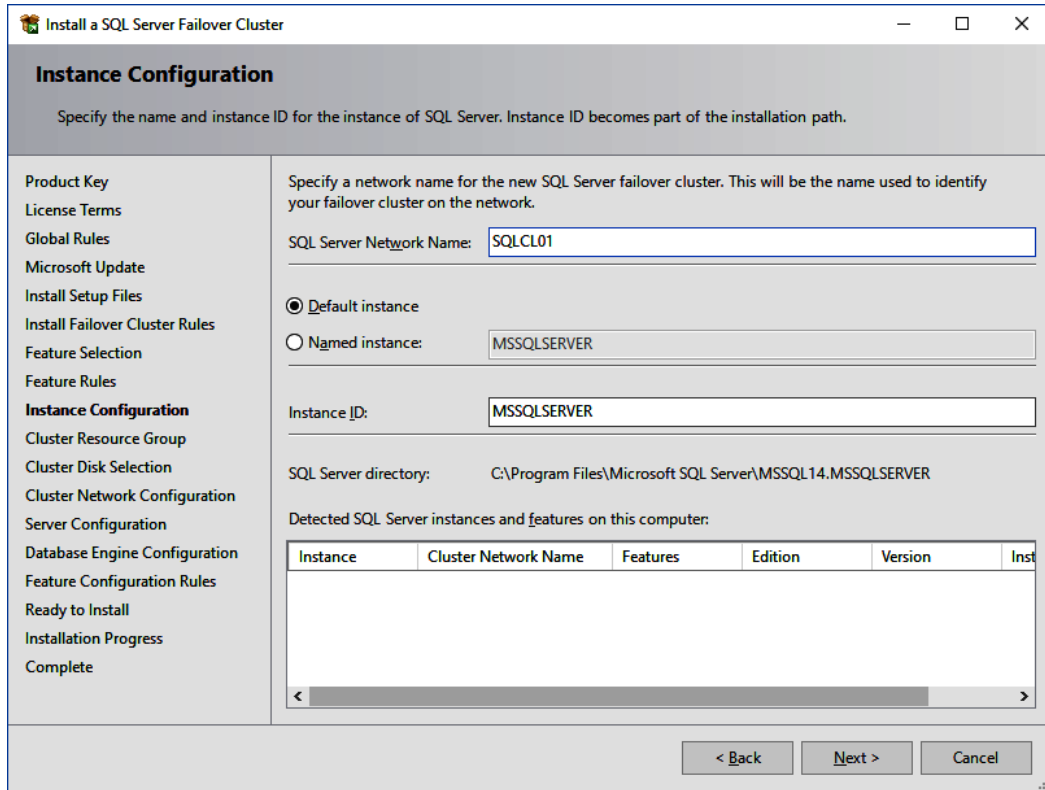 Install a SQL Server Failover Cluster
Instance Configuration
Specify the name and instance ID for the instance of SQL Server. Instance ID becomes part of the installation path.
Product Key
License Terms
Global Rules
Microsoft Update
Install Setup Files
Install Failover Cluster Rules
Feature Selection
Feature Rules
Instance Configuration
Cluster Resource Group
Cluster Disk Selection
Cluster Network Configuration
Server Configuration
Database Engine Configuration
Feature Configuration Rules
Ready to Install
Installation Progress
Complete
Specify a network name for the new SQL Server failover cluster. This will be the name used to identify
your failover cluster on the network.
SQL Server Network Name: SQLCL01
Default instance
Named instance: MSSQLSERVER
Instance ID: MSSQLSERVER
SQL Server directory: C:\Program Files\Microsoft SQL Server\MSSQL14.MSSQLSERVER
Detected SQL Server instances and features on this computer:
Instance Cluster Network Name Features Edition Version Inst
< Back Next > Cancel